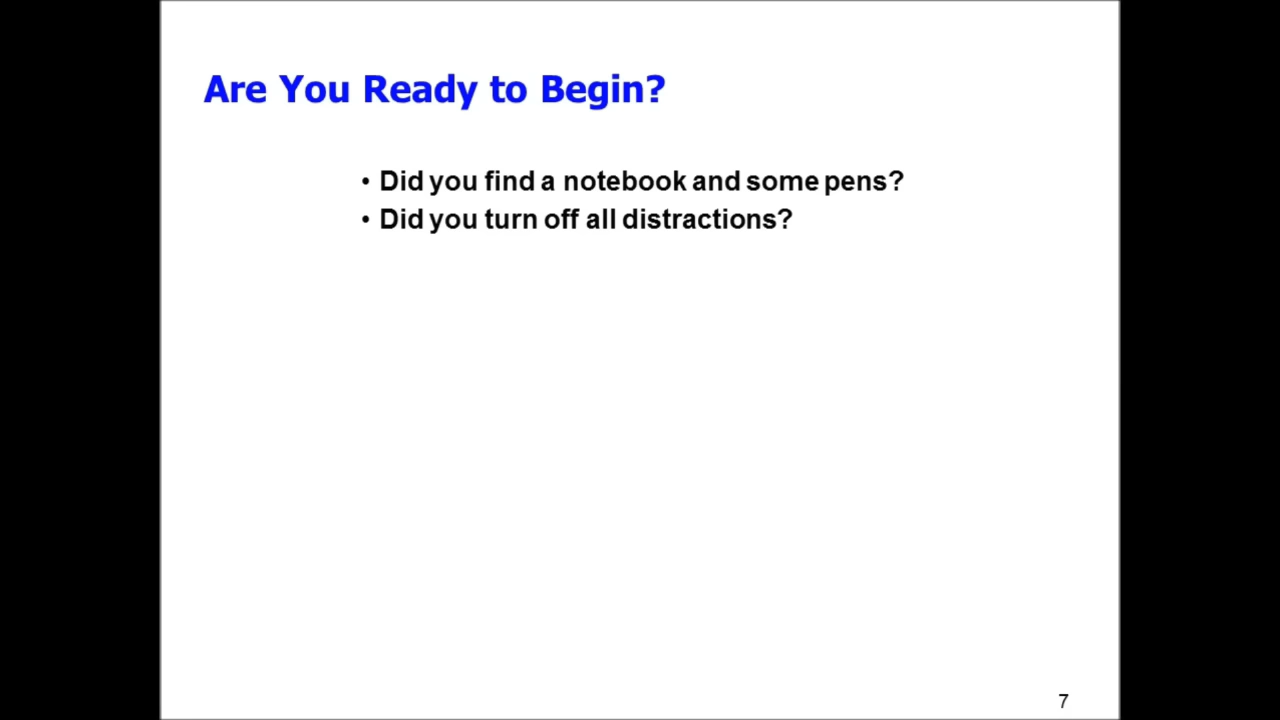 Are You Ready to Begin?
• Did you find a notebook and some pens?
• Did you turn off all distractions?
7